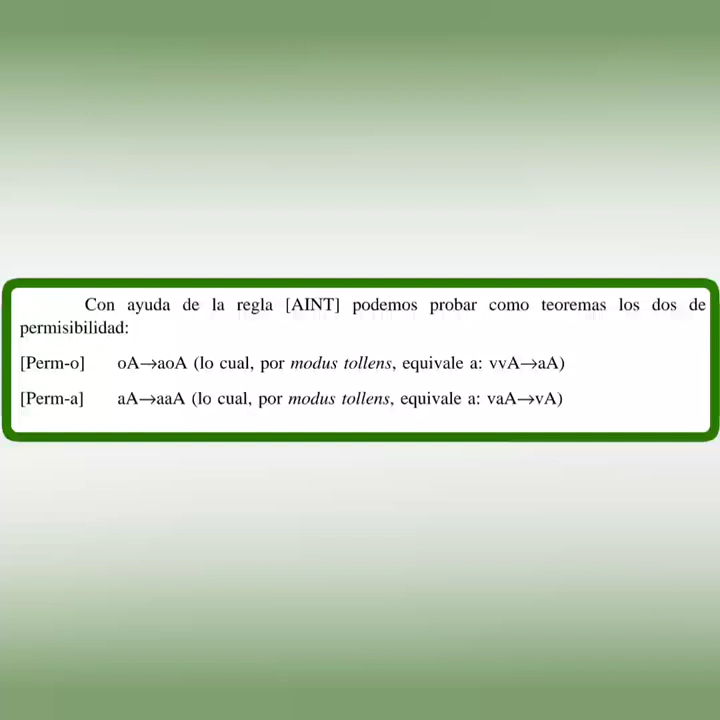 Con ayuda de la regla [AINT] podemos probar como teoremas los dos de
permisibilidad:
[Perm-o] oA→aoA (lo cual, por modus tollens, equivale a: vvA→aA)
[Perm-a] aA→aaA (lo cual, por modus tollens, equivale a: vaA→vA)